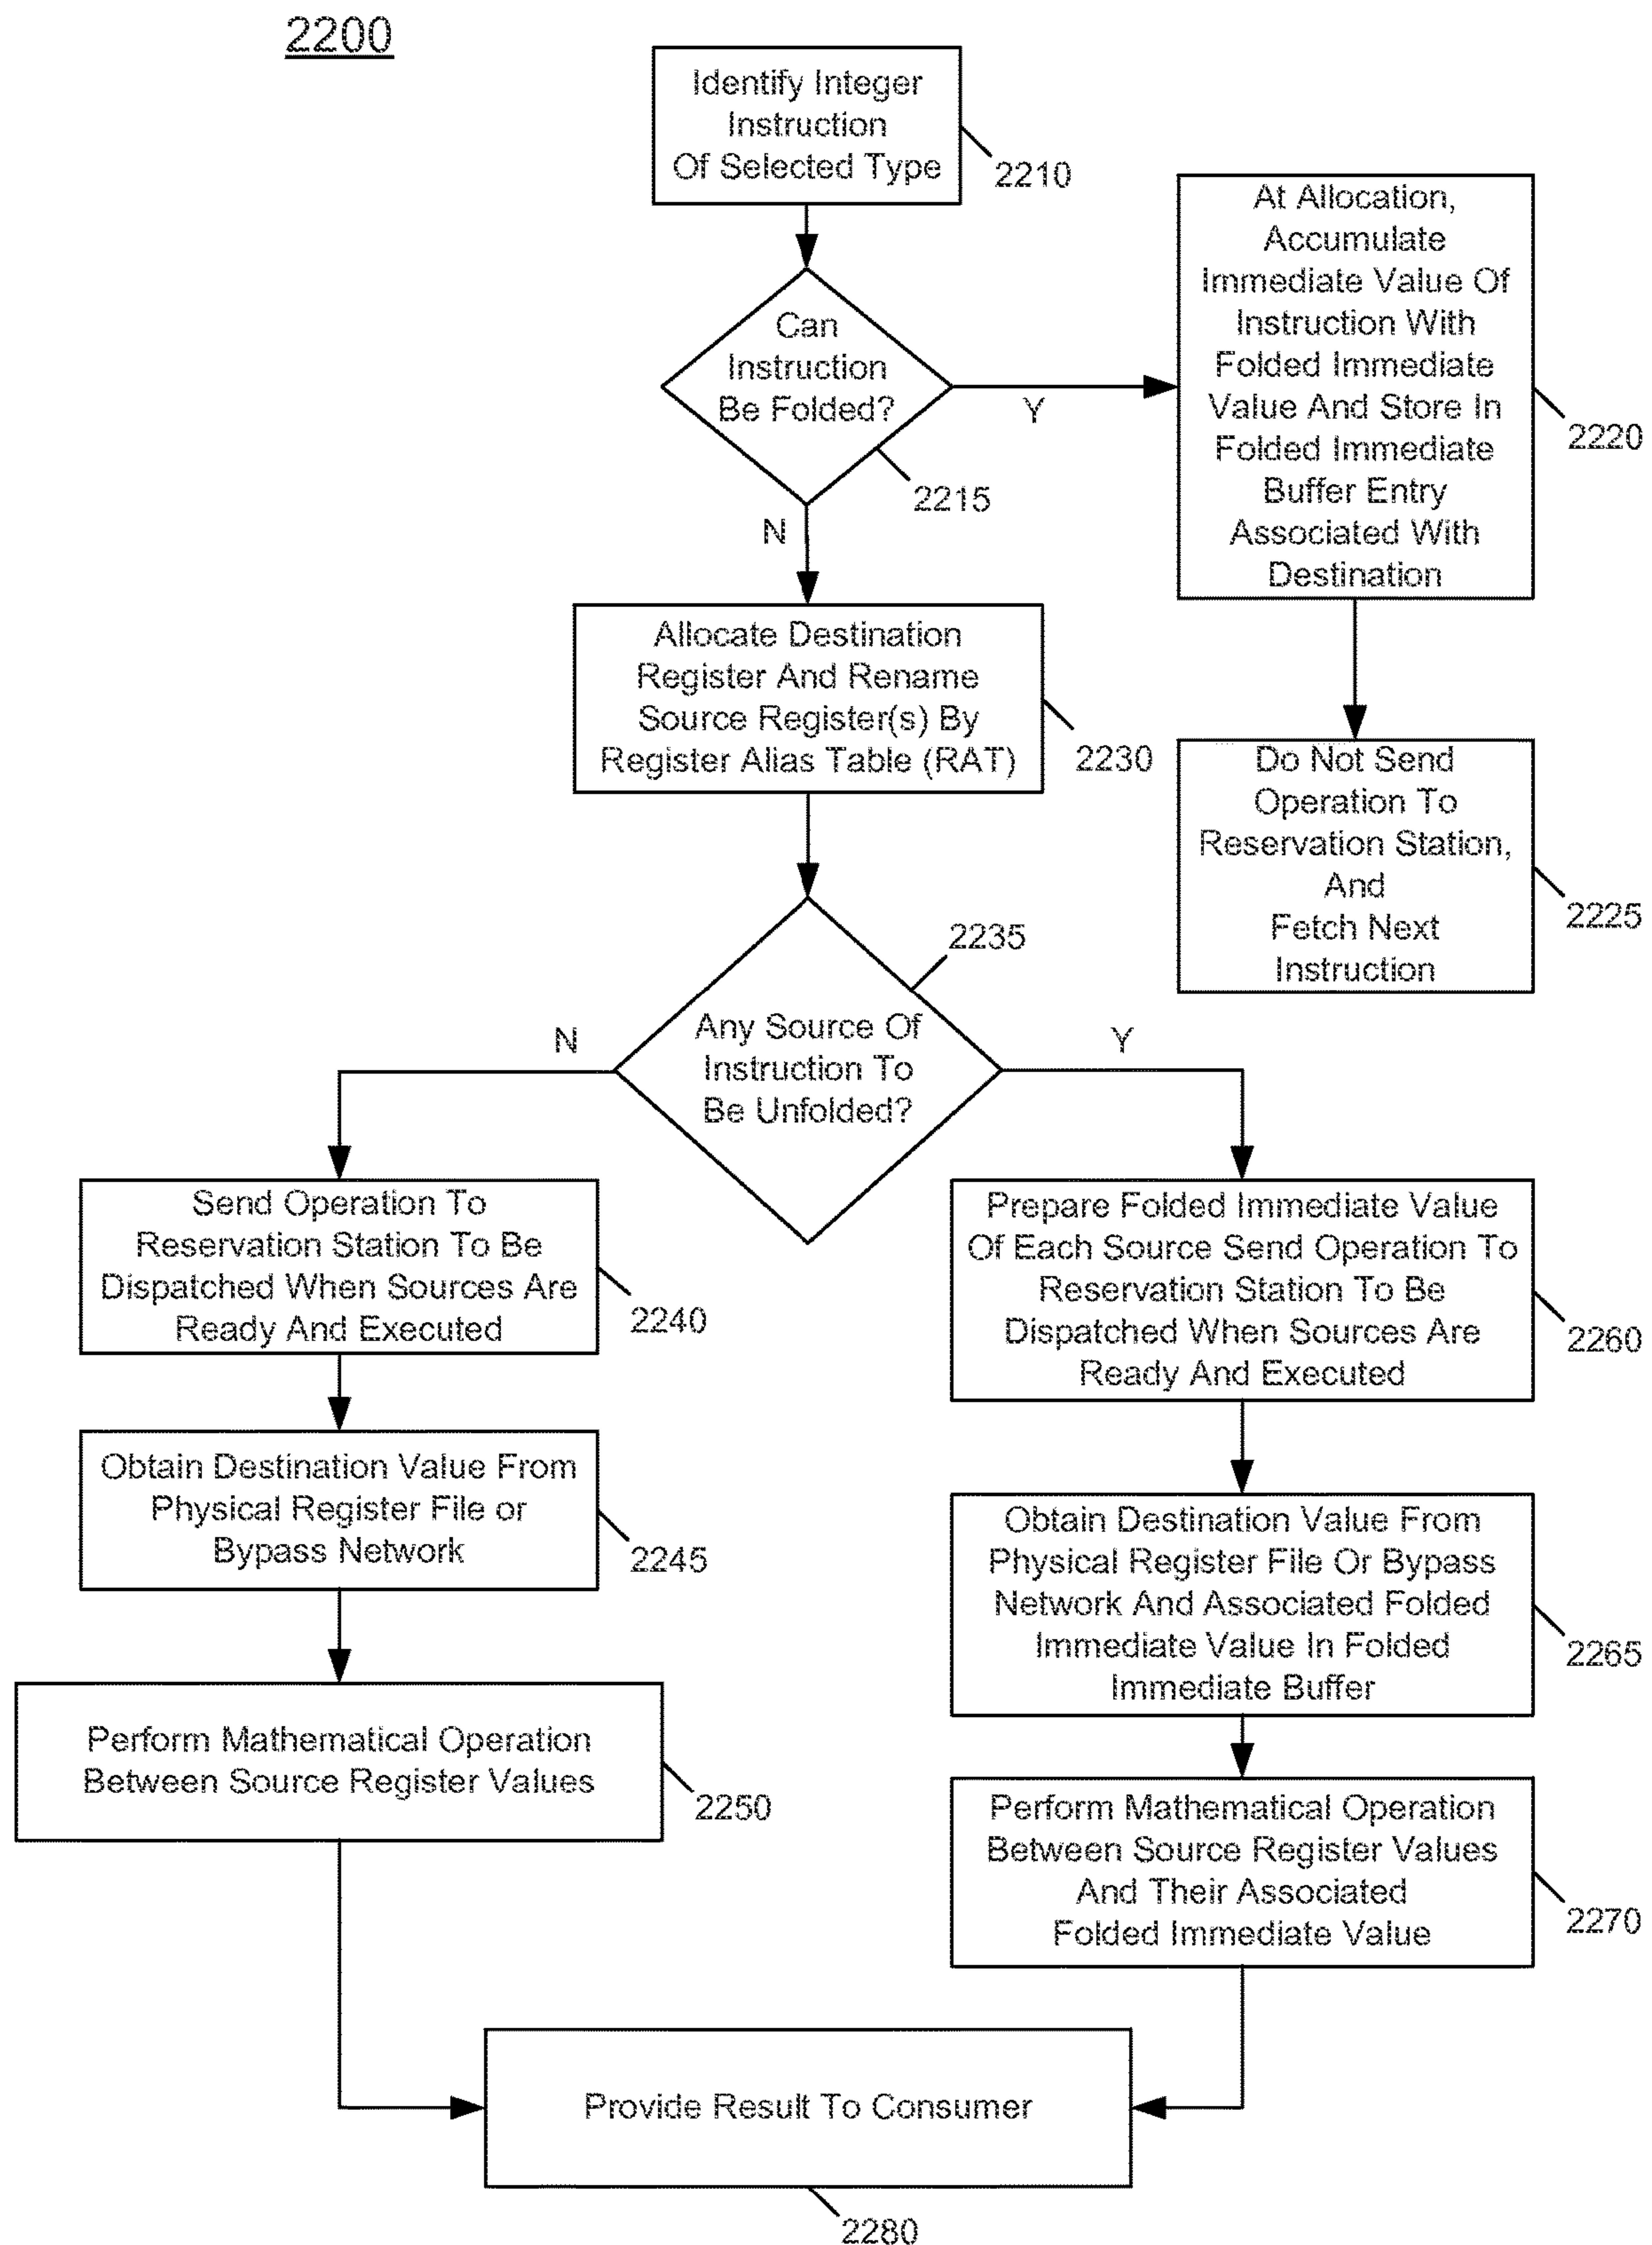 2200
Identify Integer
Instruction
Of Selected Type
2210
Can
Instruction
Be Folded?
2215
Y
N
At Allocation,
Accumulate
Immediate Value Of
Instruction With
Folded Immediate
Value And Store In
Folded Immediate
Buffer Entry
Associated With
Destination
2220
Do Not Send
Operation To
Reservation Station,
And
Fetch Next
Instruction
2225
Allocate Destination
Register And Rename
Source Register(s) By
Register Alias Table (RAT)
2230
Any Source Of
Instruction To
Be Unfolded?
2235
N
Y
Send Operation To
Reservation Station To Be
Dispatched When Sources Are
Ready And Executed
2240
Obtain Destination Value From
Physical Register File or
Bypass Network
2245
Perform Mathematical Operation
Between Source Register Values
2250
Prepare Folded Immediate Value
Of Each Source Send Operation To
Reservation Station To Be
Dispatched When Sources Are
Ready And Executed
2260
Obtain Destination Value From
Physical Register File Or Bypass
Network And Associated Folded
Immediate Value In Folded
Immediate Buffer
2265
Perform Mathematical Operation
Between Source Register Values
And Their Associated
Folded Immediate Value
2270
Provide Result To Consumer
2280